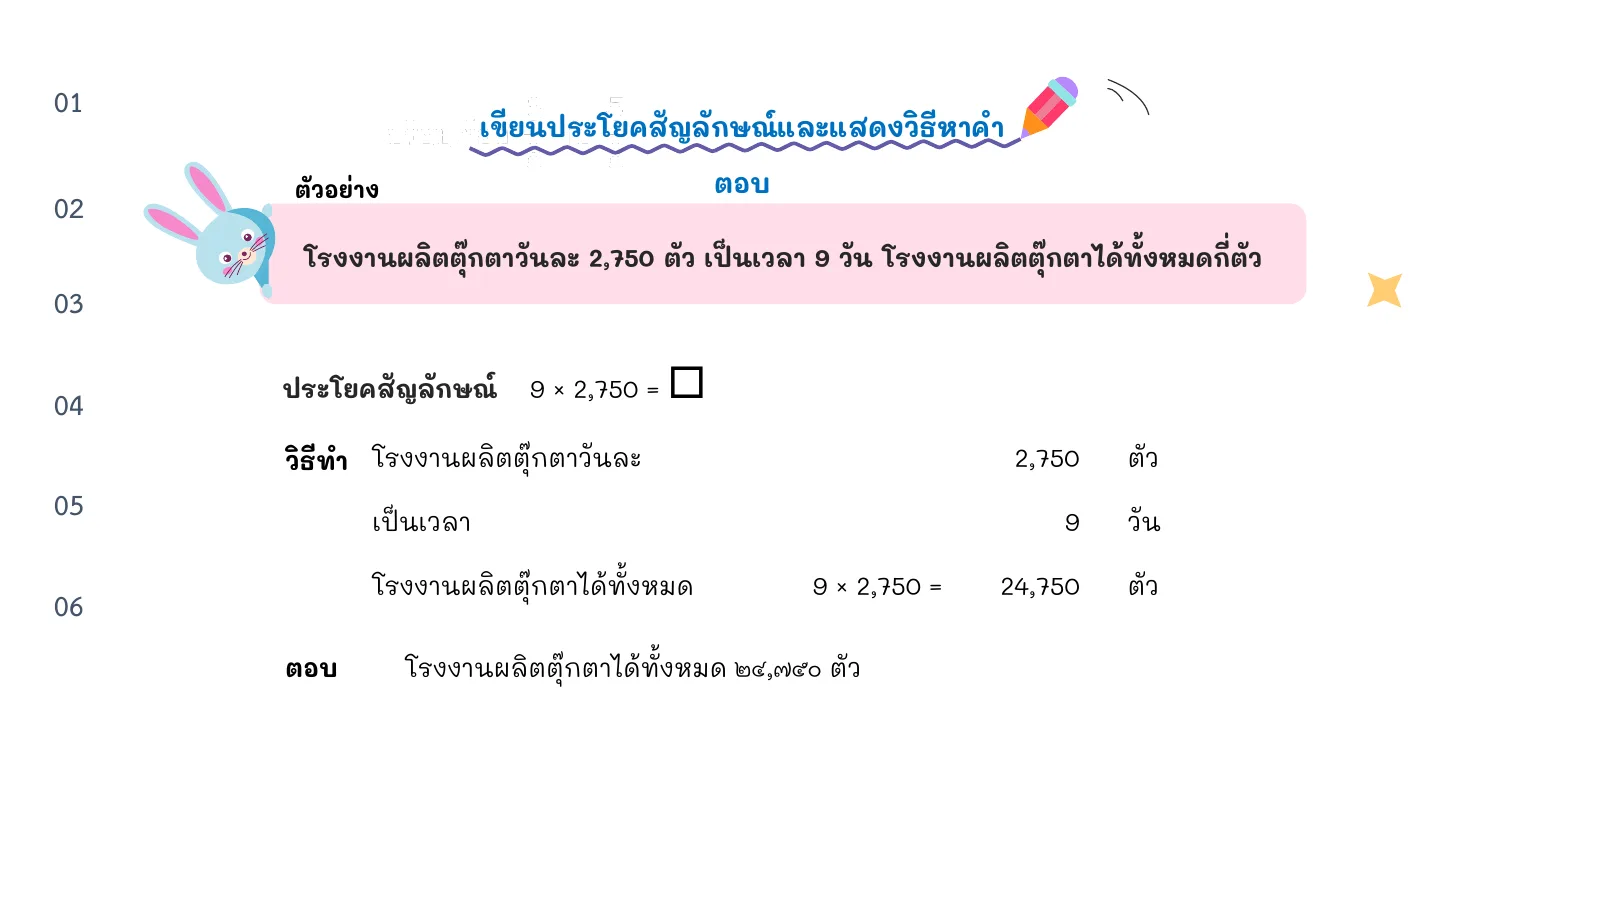 01
เขียนประโยคสัญลักษณ์และแสดงวิธีหาคำ
ตอบ
ตัวอย่าง
02
โรงงานผลิตตุ๊กตาวันละ 2,750 ตัว เป็นเวลา 9 วัน โรงงานผลิตตุ๊กตาได้ทั้งหมดกี่ตัว
03
ประโยคสัญลักษณ์ 9 × 2,750 = □
04
วิธีทำ โรงงานผลิตตุ๊กตาวันละ 2,750 ตัว
05
เป็นเวลา 9 วัน
โรงงานผลิตตุ๊กตาได้ทั้งหมด 9 × 2,750 = 24,750 ตัว
06
ตอบ โรงงานผลิตตุ๊กตาได้ทั้งหมด ๒๔,๗๕๐ ตัว